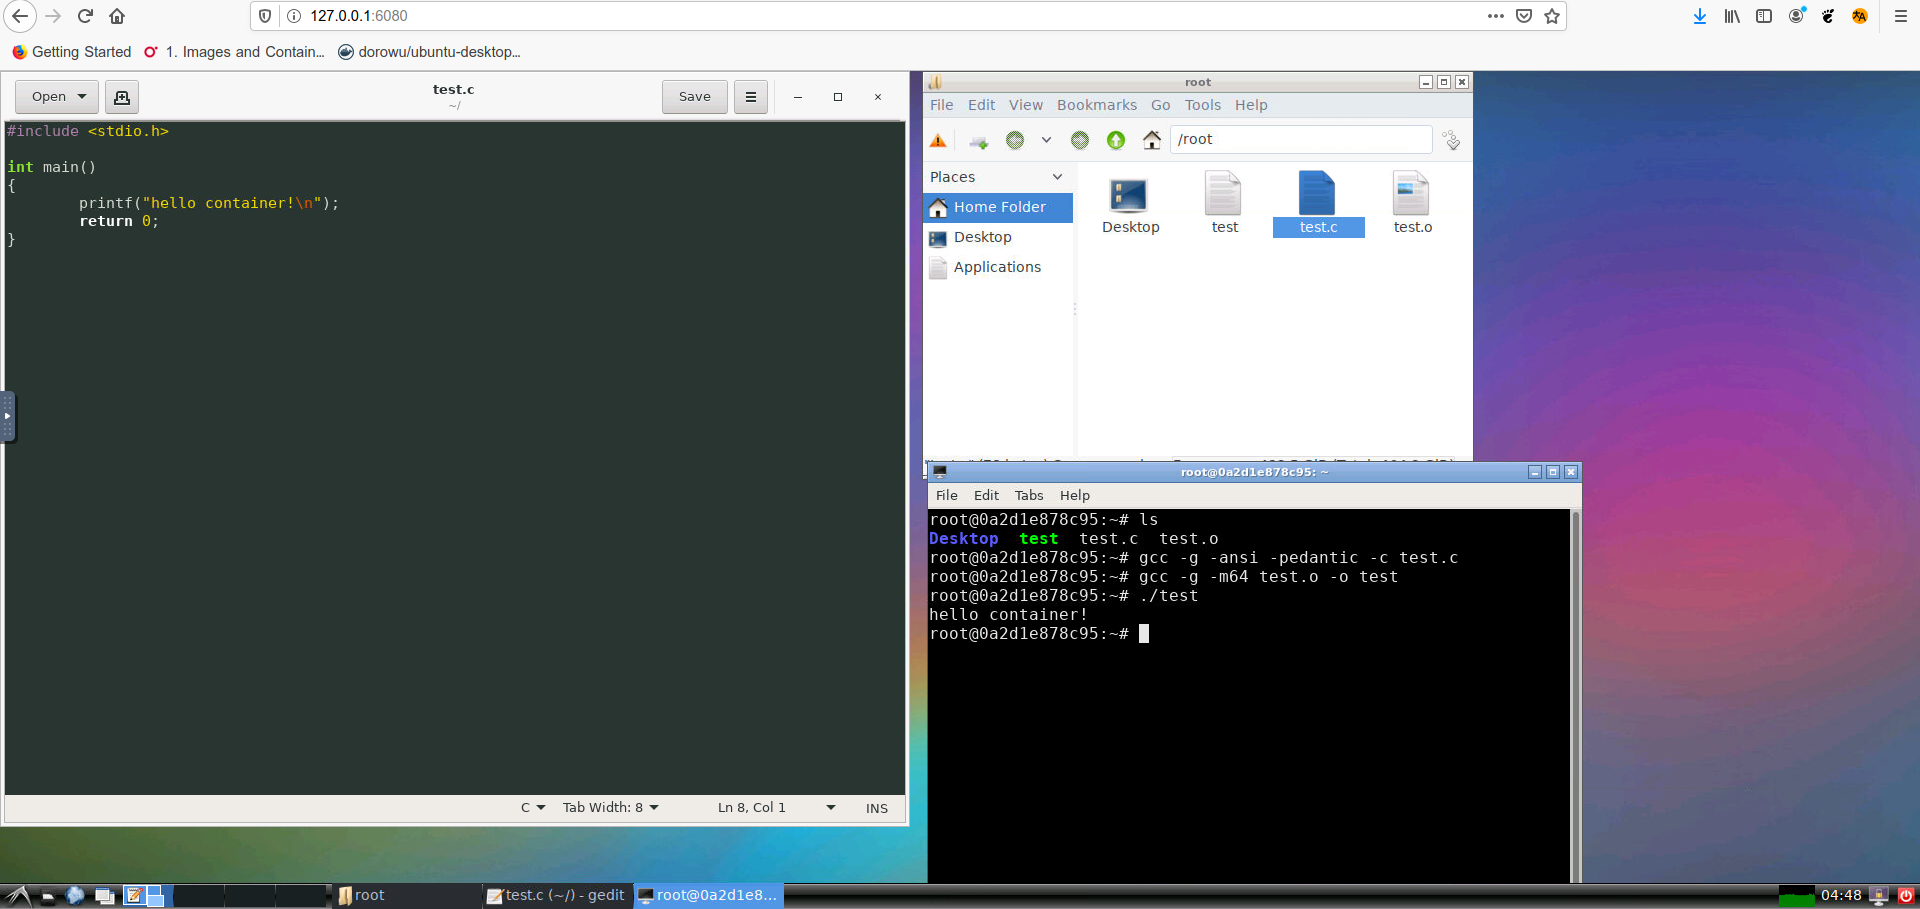 127.0.0.1:6080
Getting Started 1. Images and Contain… dorowu/ubuntu-desktop…
Open test.c Save
~/
#include <stdio.h>
int main()
{
printf("hello container!\n");
return 0;
}
C Tab Width: 8 Ln 8, Col 1 INS
root
File Edit View Bookmarks Go Tools Help
/root
Places
Home Folder
Desktop
Applications
Desktop test test.c test.o
root@0a2d1e878c95: ~
File Edit Tabs Help
root@0a2d1e878c95:~# ls
Desktop test test.c test.o
root@0a2d1e878c95:~# gcc -g -ansi -pedantic -c test.c
root@0a2d1e878c95:~# gcc -g -m64 test.o -o test
root@0a2d1e878c95:~# ./test
hello container!
root@0a2d1e878c95:~#
root test.c (~/) - gedit root@0a2d1e8... 04:48